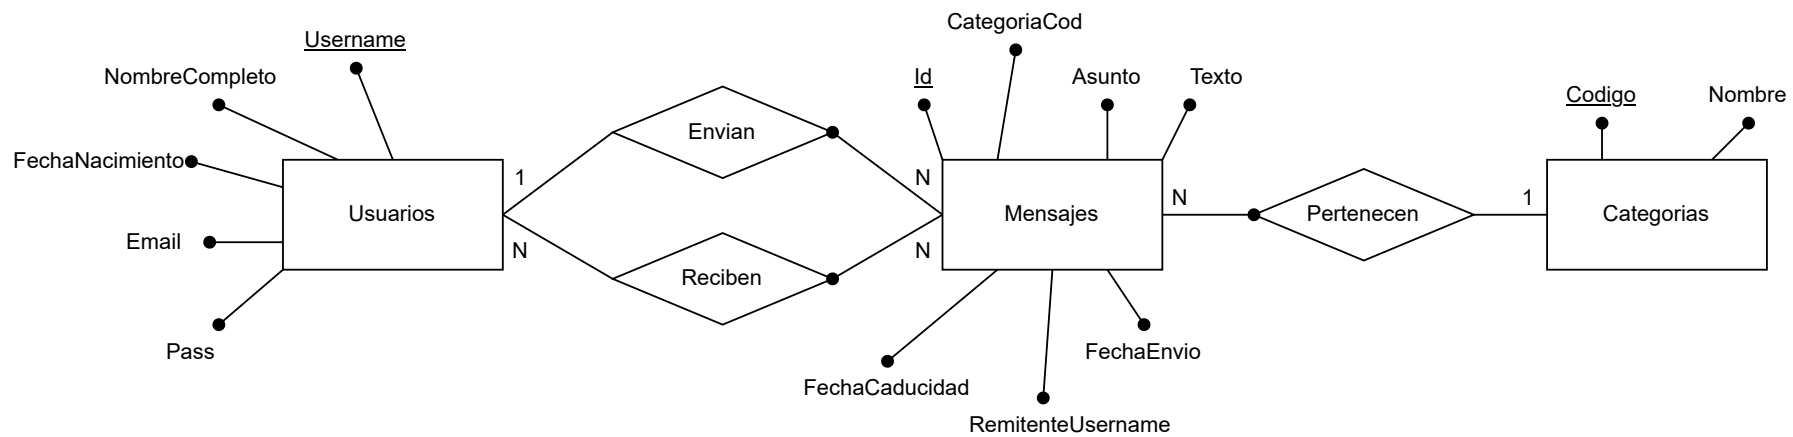 CategoriaCod
Username
NombreCompleto
Id
Asunto
Texto
Codigo
Nombre
Envian
FechaNacimiento
1
N
Usuarios
Mensajes
N
Pertenecen
1
Categorias
Email
N
N
Reciben
Pass
FechaEnvio
FechaCaducidad
RemitenteUsername